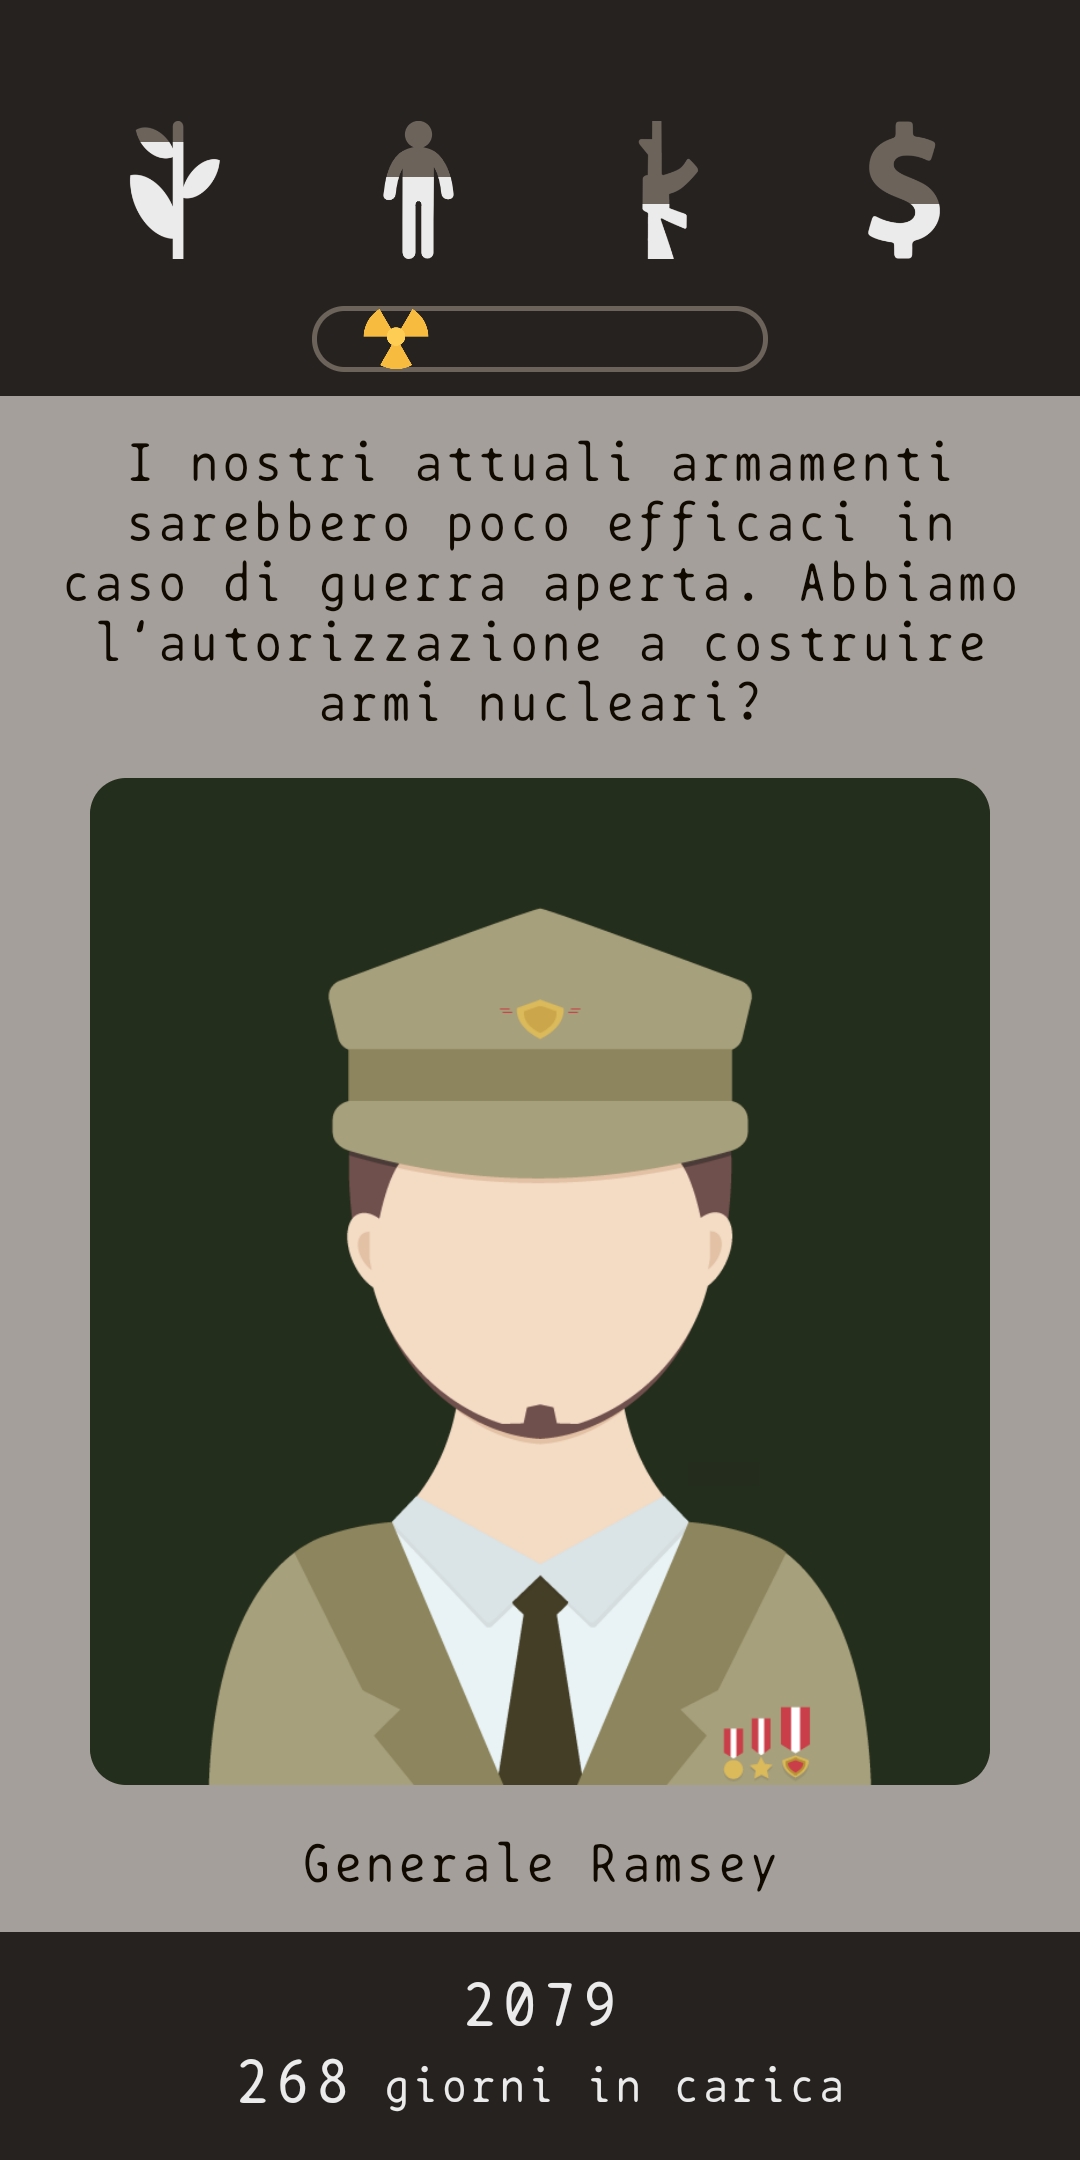 I nostri attuali armamenti
sarebbero poco efficaci in
caso di guerra aperta. Abbiamo
l‘autorizzazione a costruire
armi nucleari?
Generale Ramsey
2079
268 giorni in carica